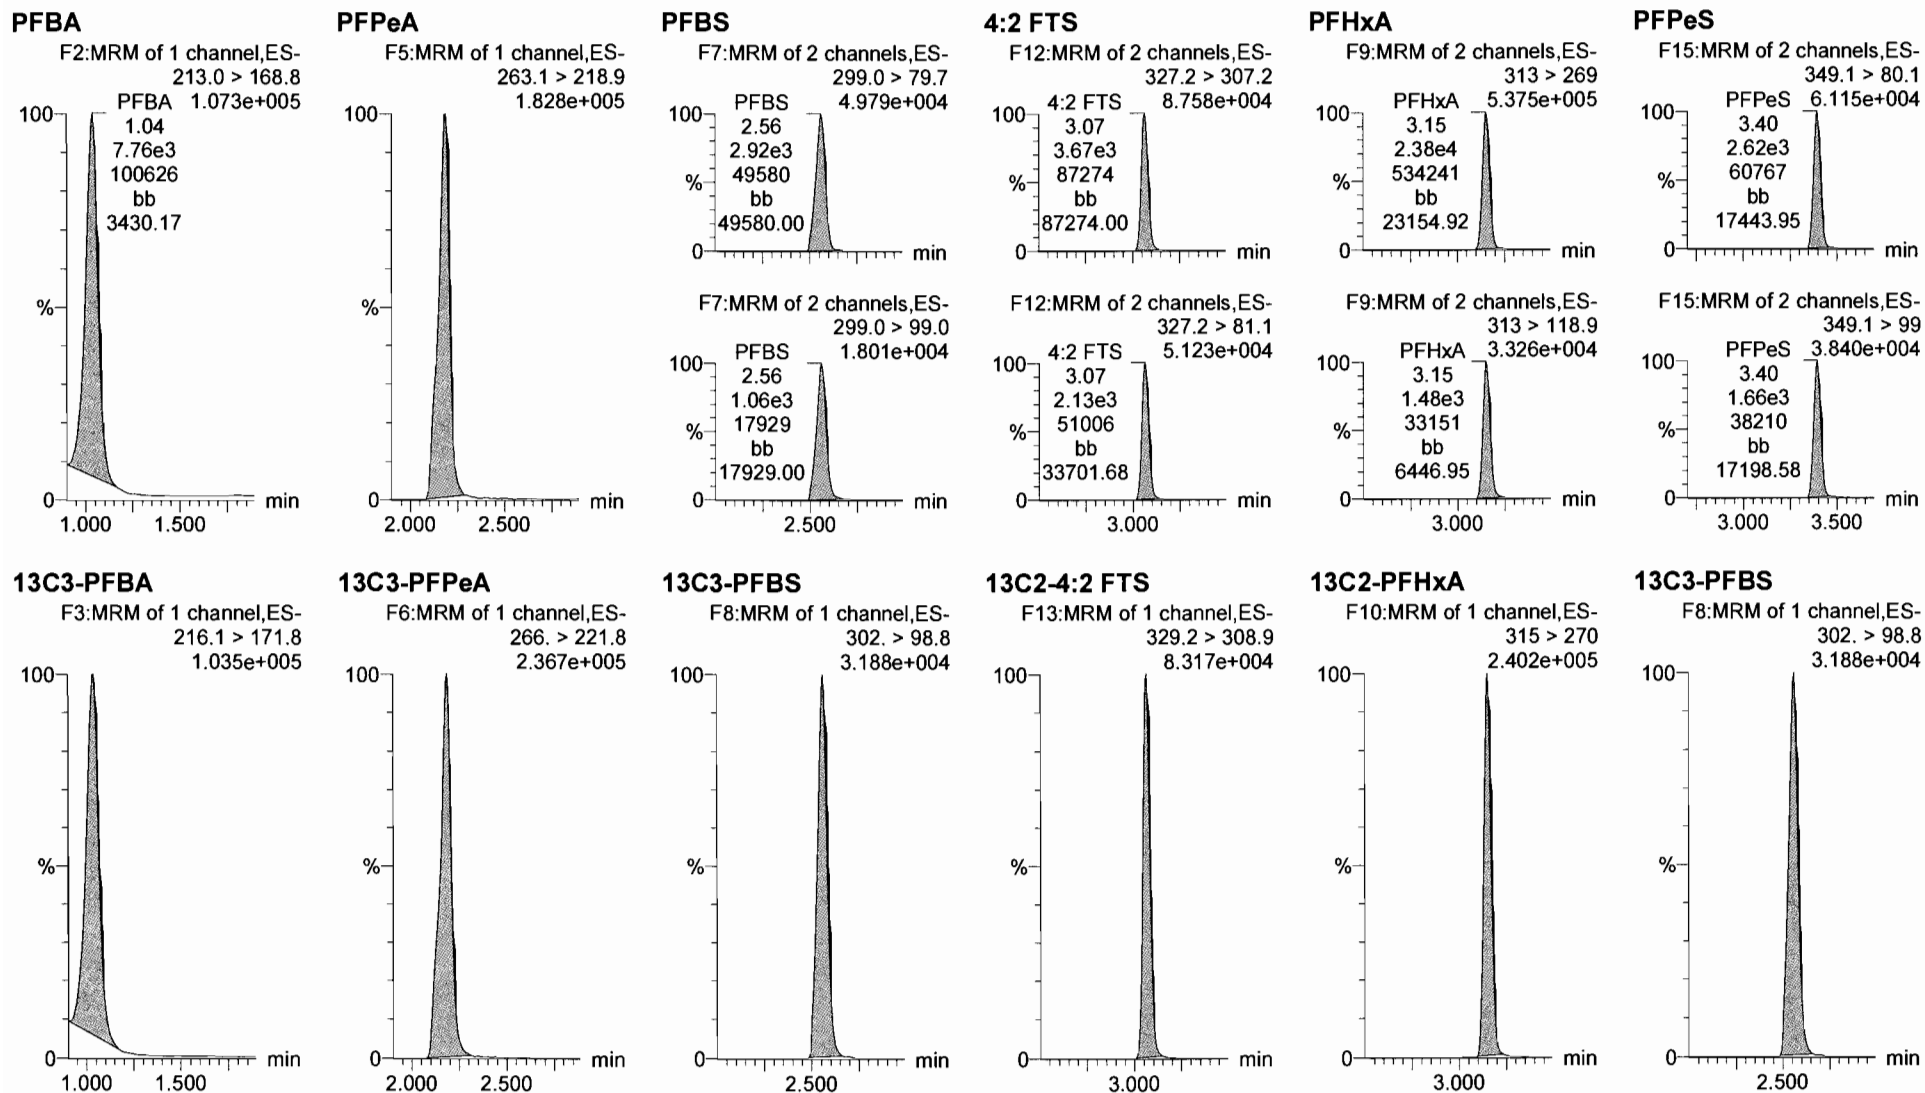 PFBA
F2:MRM of 1 channel,ES-
213.0 > 168.8
1.073e+005
PFBA
1.04
7.76e3
100626
bb
3430.17
100
%
0
min
1.000 1.500
PFPeA
F5:MRM of 1 channel,ES-
263.1 > 218.9
1.828e+005
100
%
0
min
2.000 2.500
PFBS
F7:MRM of 2 channels,ES-
299.0 > 79.7
4.979e+004
PFBS
2.56
2.92e3
49580
bb
49580.00
100
%
0
min
F7:MRM of 2 channels,ES-
299.0 > 99.0
1.801e+004
PFBS
2.56
1.06e3
17929
bb
17929.00
100
%
0
min
2.500
4:2 FTS
F12:MRM of 2 channels,ES-
327.2 > 307.2
8.758e+004
4:2 FTS
3.07
3.67e3
87274
bb
87274.00
100
%
0
min
F12:MRM of 2 channels,ES-
327.2 > 81.1
5.123e+004
4:2 FTS
3.07
2.13e3
51006
bb
33701.68
100
%
0
min
3.000
PFHxA
F9:MRM of 2 channels,ES-
313 > 269
5.375e+005
PFHxA
3.15
2.38e4
534241
bb
23154.92
100
%
0
min
F9:MRM of 2 channels,ES-
313 > 118.9
3.326e+004
PFHxA
3.15
1.48e3
33151
bb
6446.95
100
%
0
min
3.000
PFPeS
F15:MRM of 2 channels,ES-
349.1 > 80.1
6.115e+004
PFPeS
3.40
2.62e3
60767
bb
17443.95
100
%
0
min
F15:MRM of 2 channels,ES-
349.1 > 99
3.840e+004
PFPeS
3.40
1.66e3
38210
bb
17198.58
100
%
0
min
3.000 3.500
13C3-PFBA
F3:MRM of 1 channel,ES-
216.1 > 171.8
1.035e+005
100
%
0
min
1.000 1.500
13C3-PFPeA
F6:MRM of 1 channel,ES-
266. > 221.8
2.367e+005
100
%
0
min
2.000 2.500
13C3-PFBS
F8:MRM of 1 channel,ES-
302. > 98.8
3.188e+004
100
%
0
min
2.500
13C2-4:2 FTS
F13:MRM of 1 channel,ES-
329.2 > 308.9
8.317e+004
100
%
0
min
3.000
13C2-PFHxA
F10:MRM of 1 channel,ES-
315 > 270
2.402e+005
100
%
0
min
3.000
13C3-PFBS
F8:MRM of 1 channel,ES-
302. > 98.8
3.188e+004
100
%
0
min
2.500